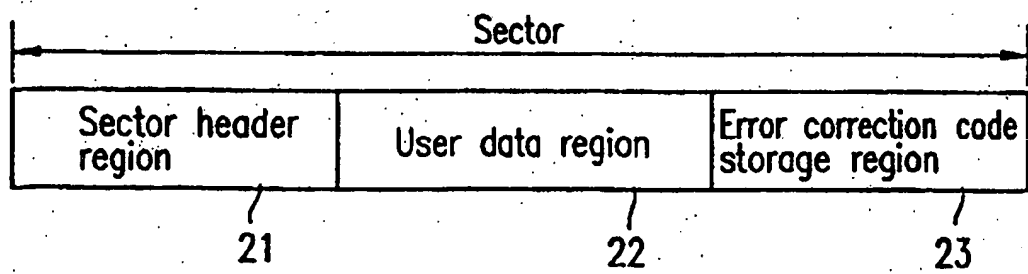 Sector
Sector header
region
User data region
Error correction code
storage region
21
22
23